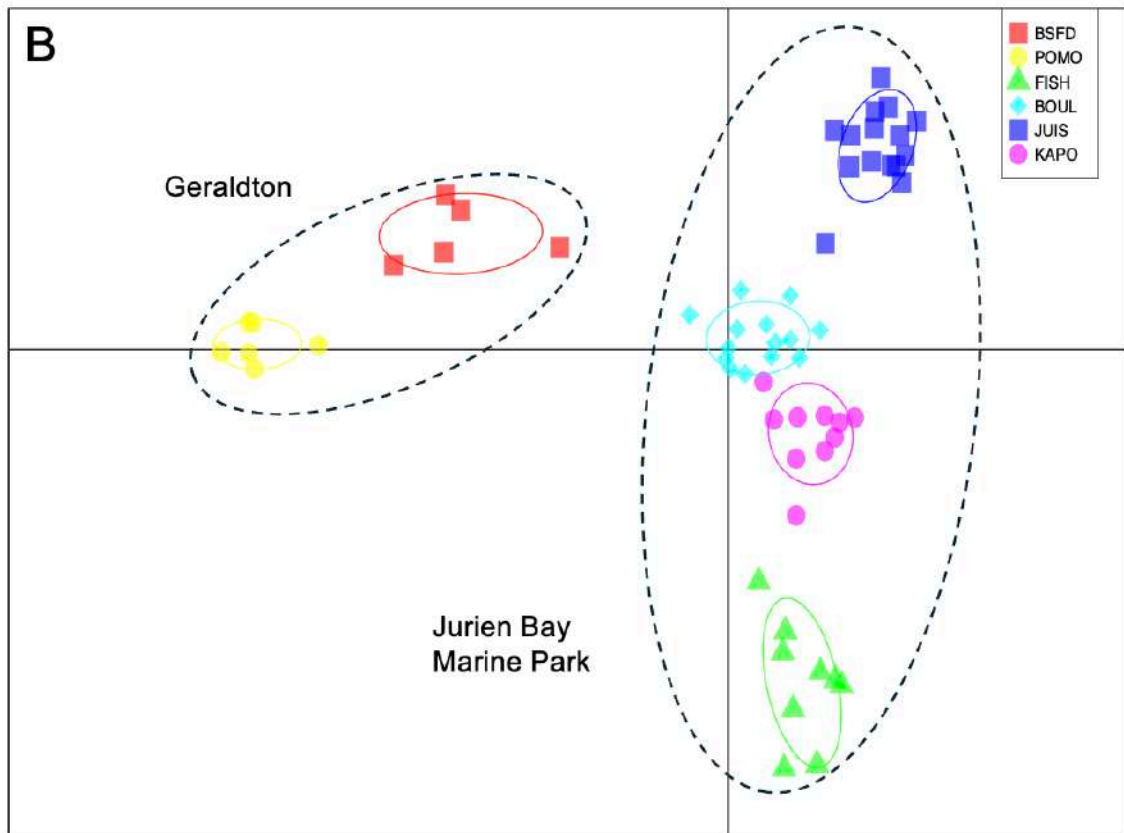 B
BSFD
POMO
FISH
BOUL
JUIS
KAPO
Geraldton
Jurien Bay
Marine Park